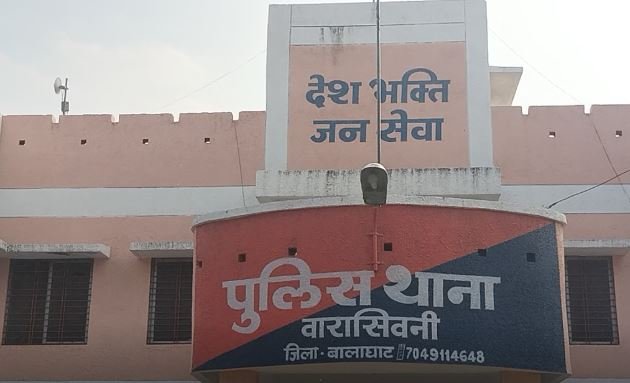 देश भक्ति
जन सेवा
पुलिस थाना
वारासिवनी
जिला - बालाघाट 7049114648